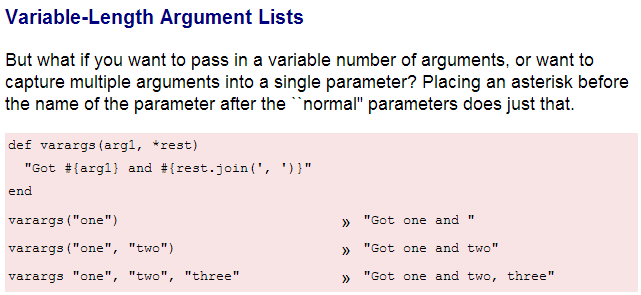 Variable-Length Argument Lists
But what if you want to pass in a variable number of arguments, or want to
capture multiple arguments into a single parameter? Placing an asterisk before
the name of the parameter after the ``normal'' parameters does just that.
def varargs(arg1, *rest)
  "Got #{arg1} and #{rest.join(', ')}"
end
varargs("one") » "Got one and "
varargs("one", "two") » "Got one and two"
varargs "one", "two", "three" » "Got one and two, three"